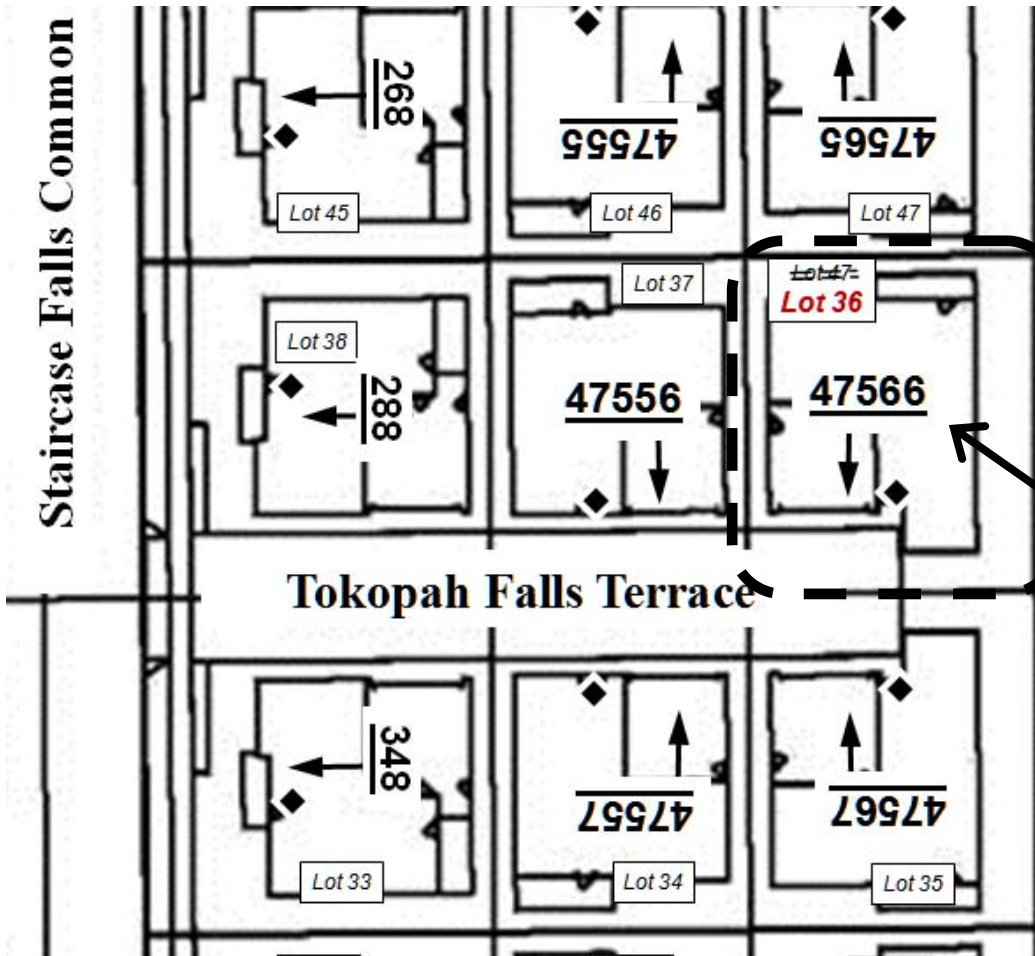 Staircase Falls Common
268
47555
47565
Lot 45
Lot 46
Lot 47
Lot 37
Lot 47
Lot 36
Lot 38
288
47556
47566
Tokopah Falls Terrace
348
47557
47567
Lot 33
Lot 34
Lot 35